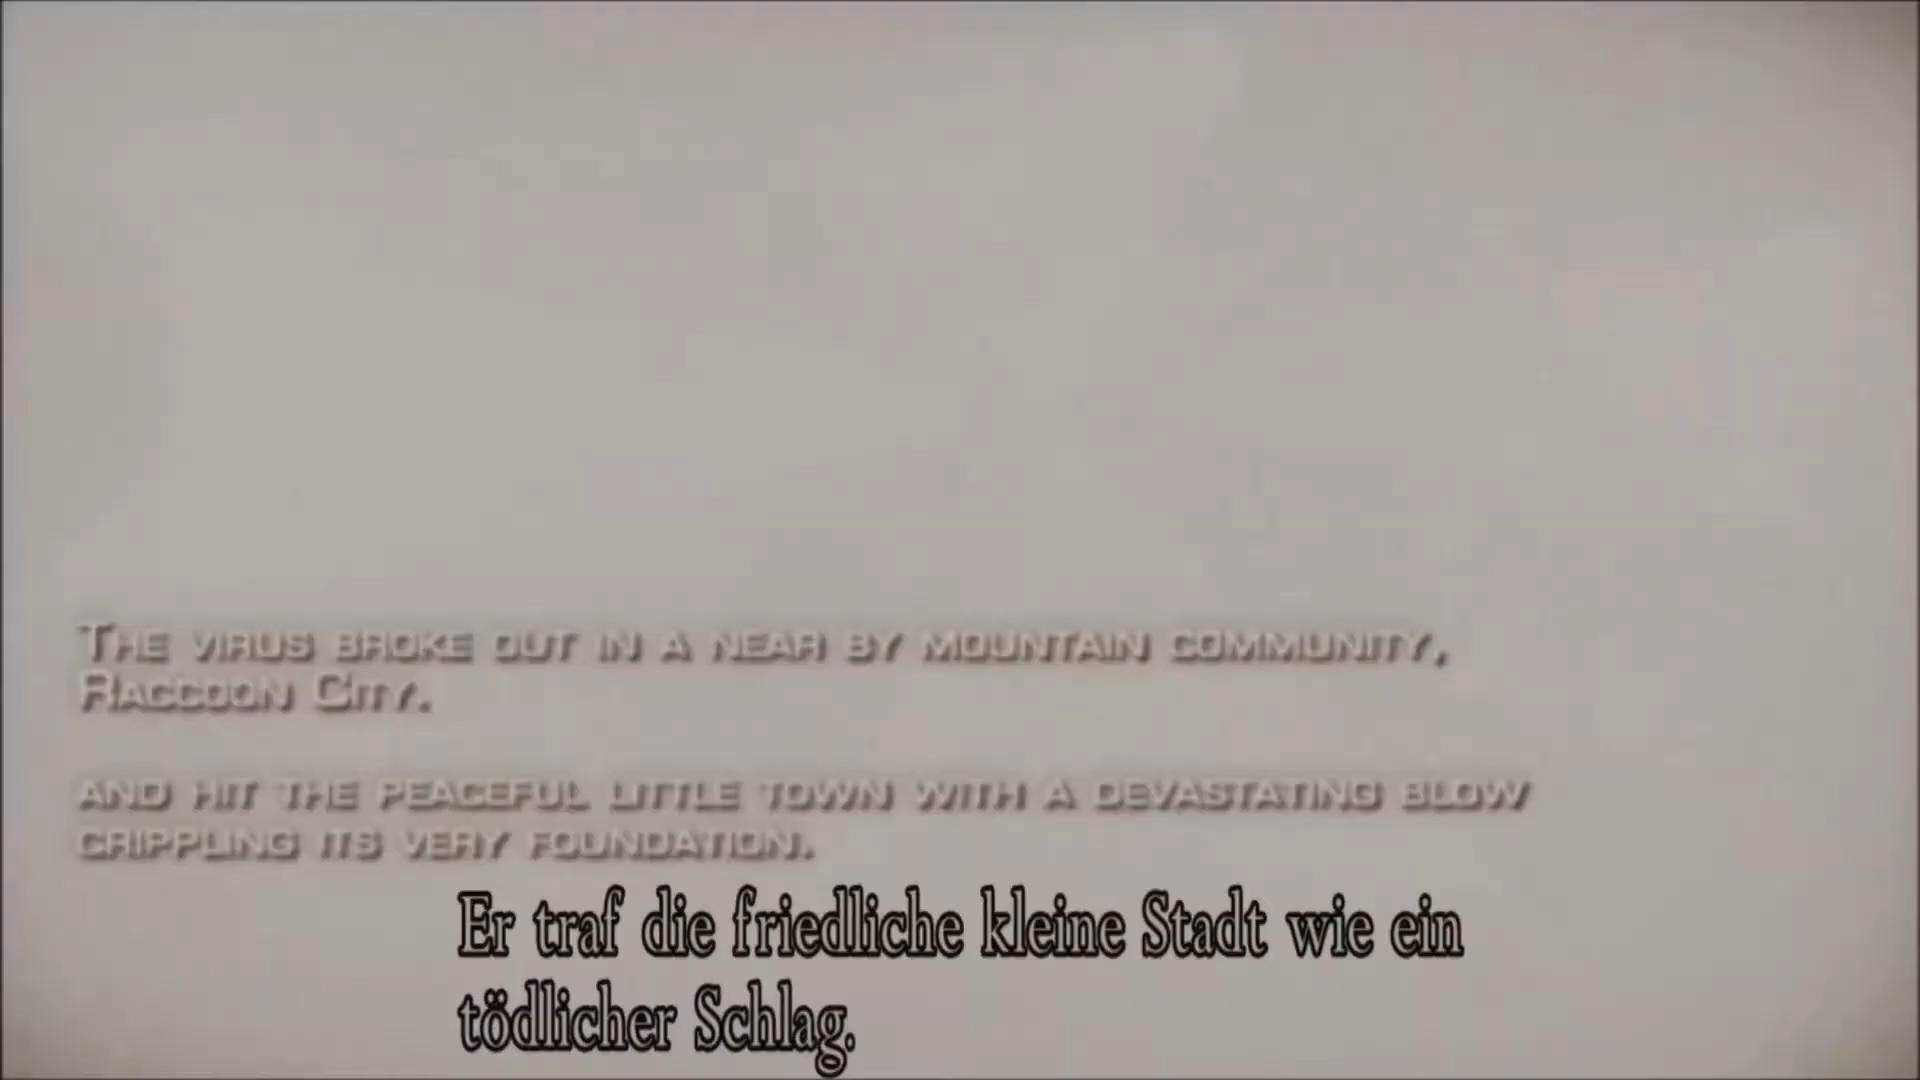 The virus broke out in a near by mountain community,
Raccoon City.
and hit the peaceful little town with a devastating blow
crippling its very foundation.
Er traf die friedliche kleine Stadt wie ein
tödlicher Schlag.